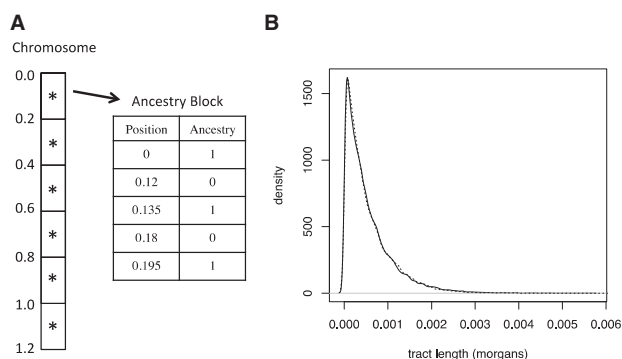 A
Chromosome
0.0
0.2
0.4
0.6
0.8
1.0
1.2
*
*
*
*
*
*
Ancestry Block
Position Ancestry
0 1
0.12 0
0.135 1
0.18 0
0.195 1
B
density
1500
1000
500
0
0.000 0.001 0.002 0.003 0.004 0.005 0.006
tract length (morgans)